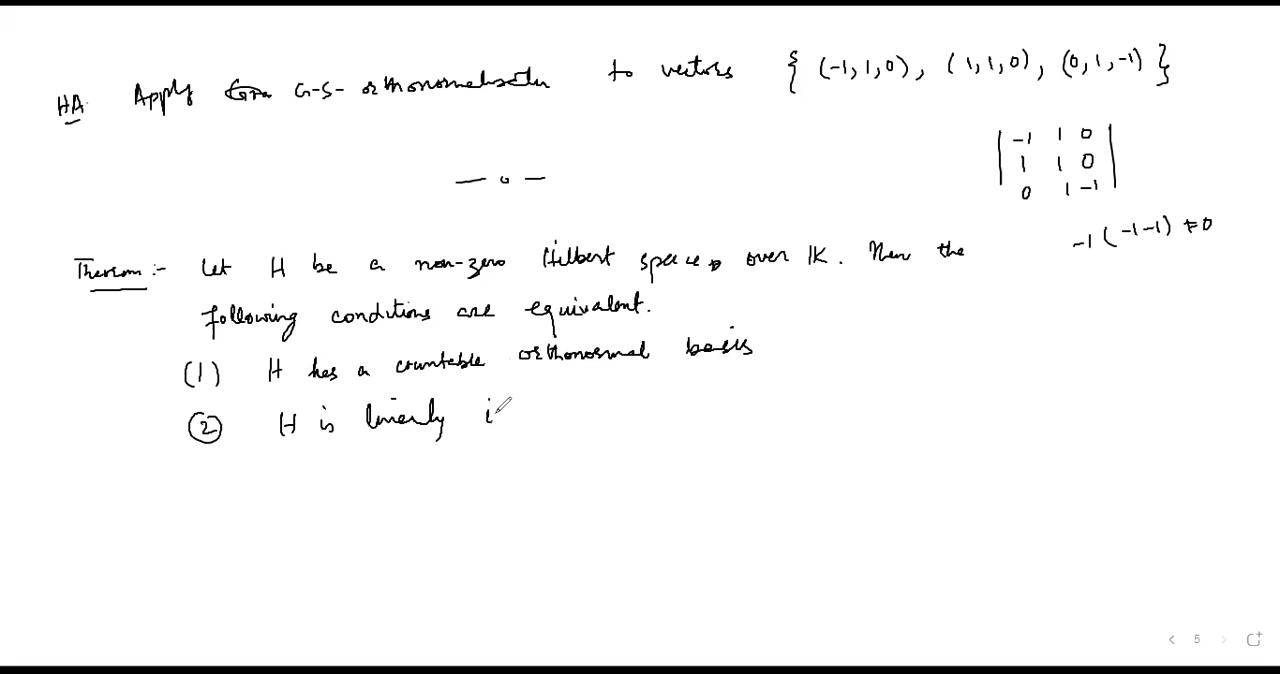 HA Apply G-S- orthonormalisation to vectors { (-1, 1, 0) , (1, 1, 0) , (0, 1, -1) }
| -1 1 0 |
| 1 1 0 |
| 0 1 -1 |
-1 ( -1 -1) ≠ 0
— o —
Theorem :- Let H be a non-zero Hilbert space over IK . Then the
following conditions are equivalent.
(1) H has a countable orthonormal basis
(2) H is linearly i